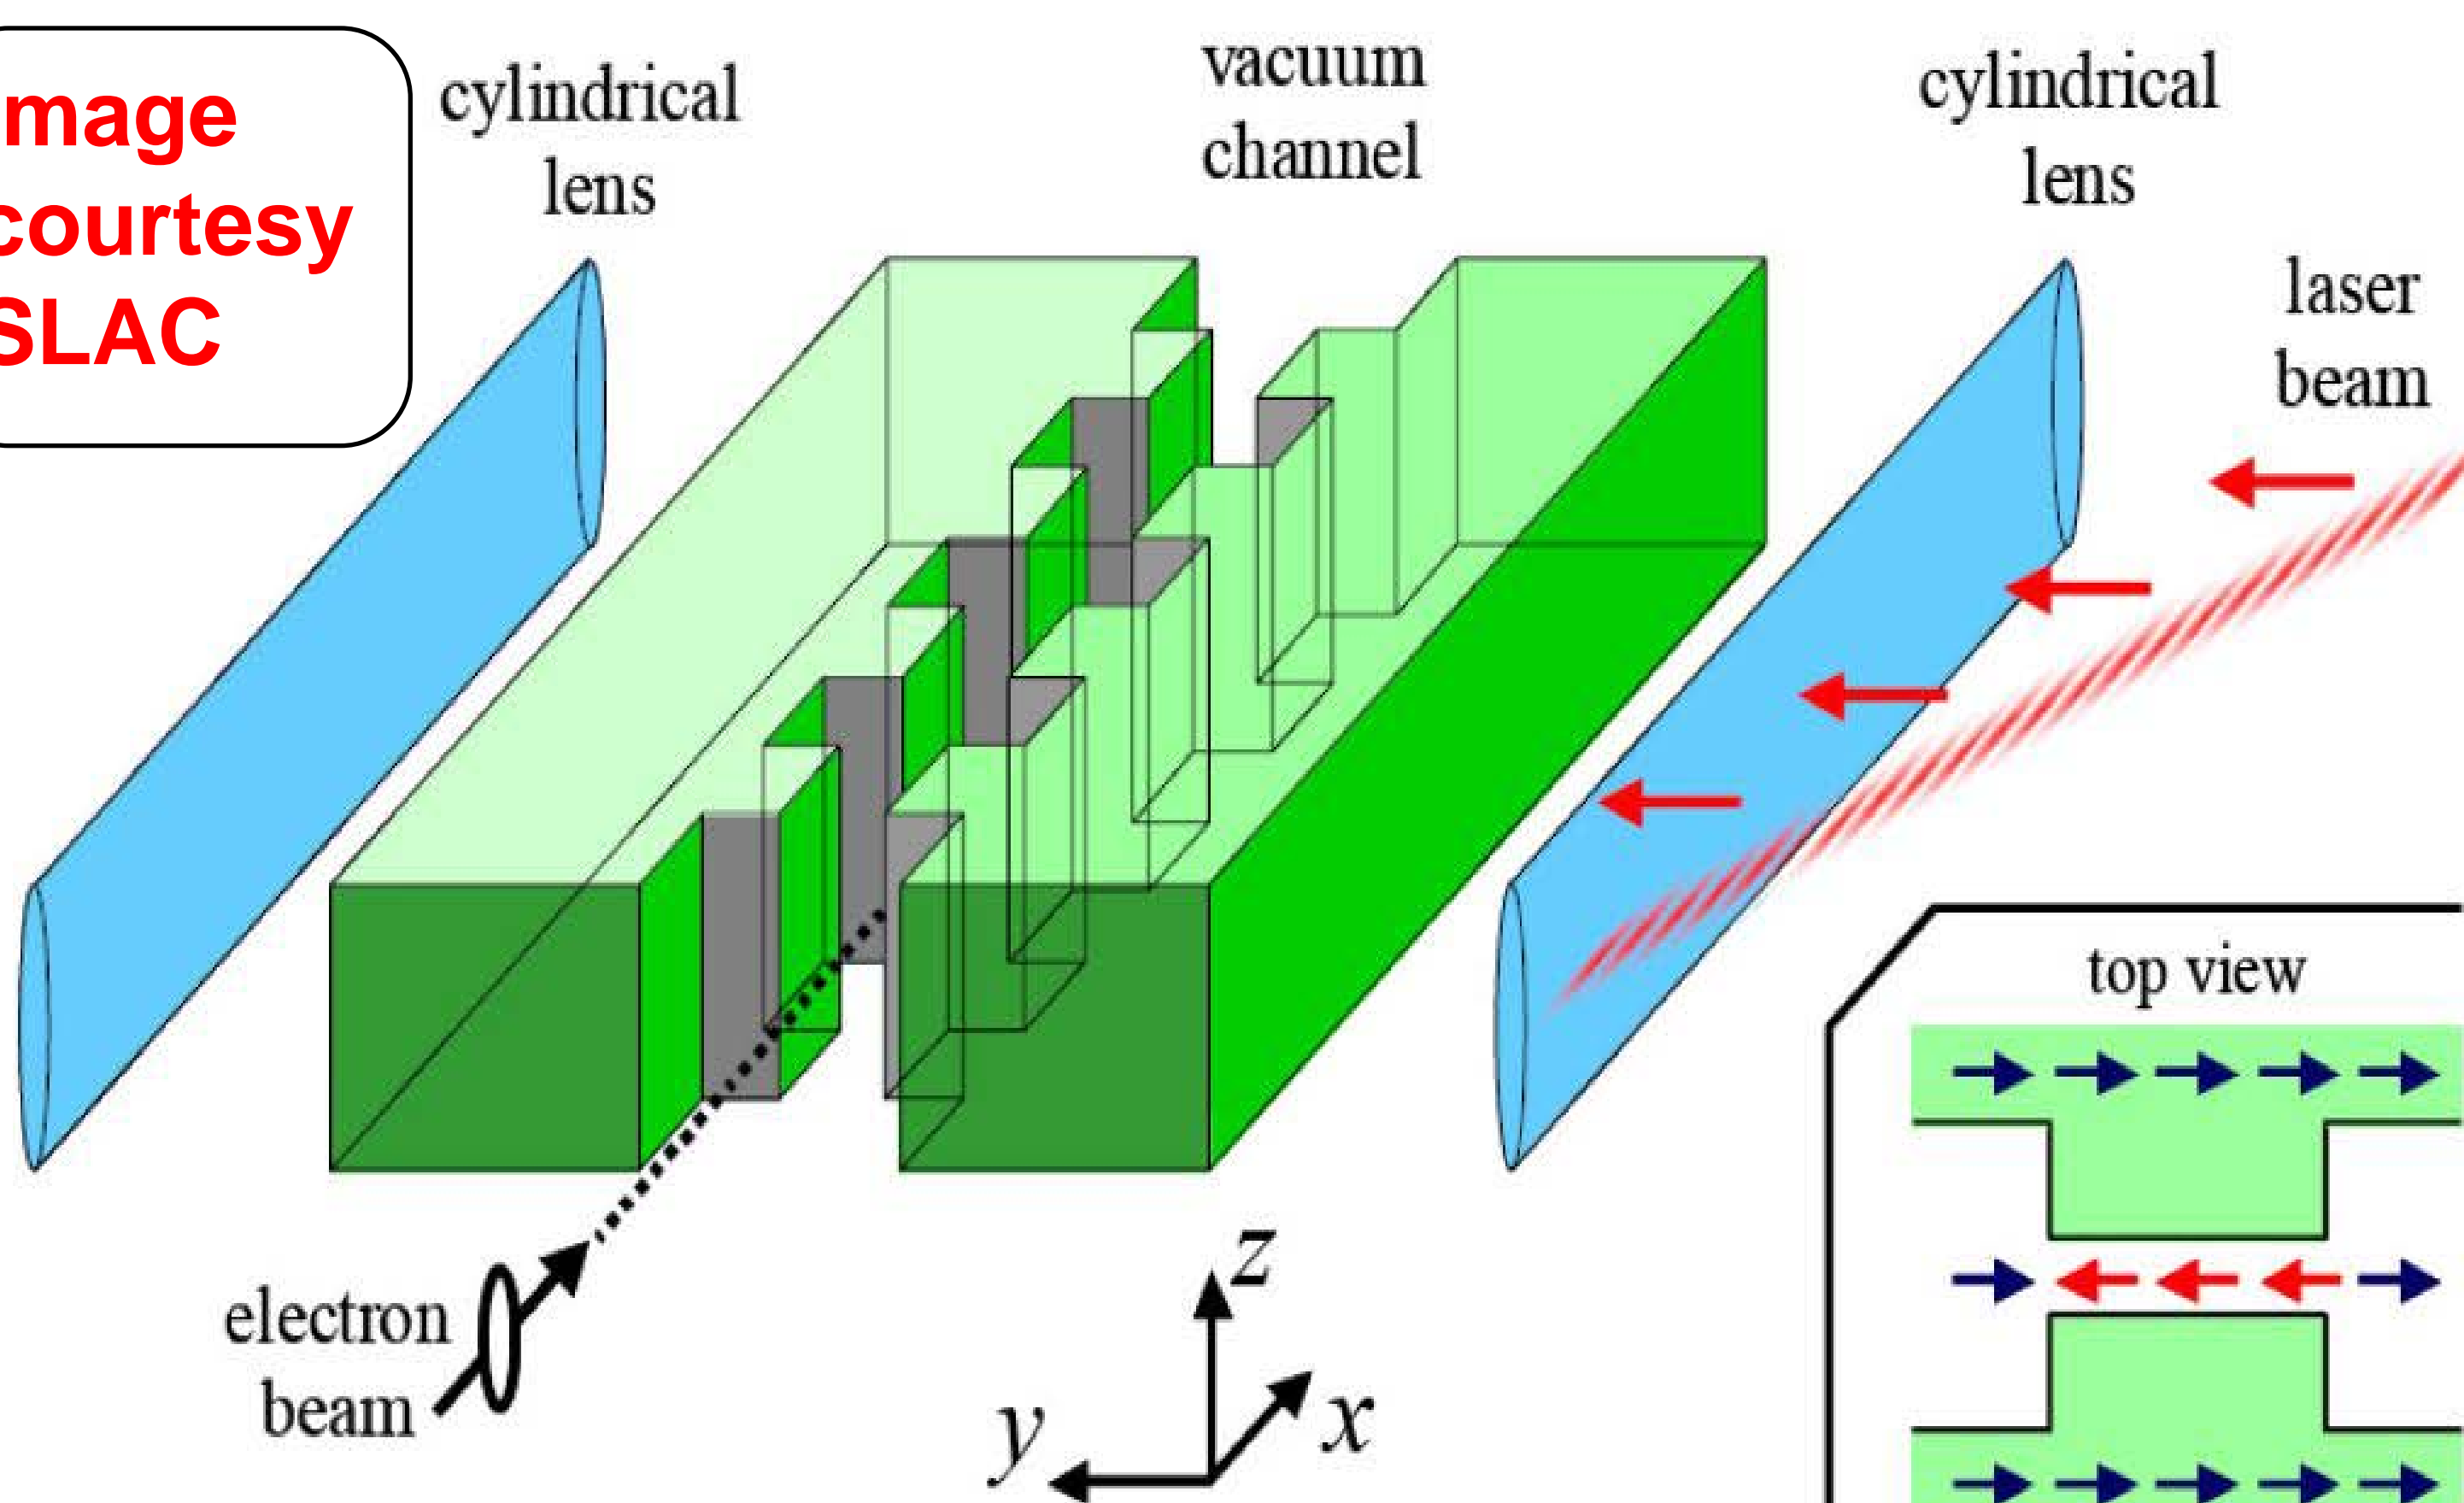 mage
courtesy
SLAC
cylindrical
lens
vacuum
channel
cylindrical
lens
laser
beam
top view
electron
beam
z
y
x